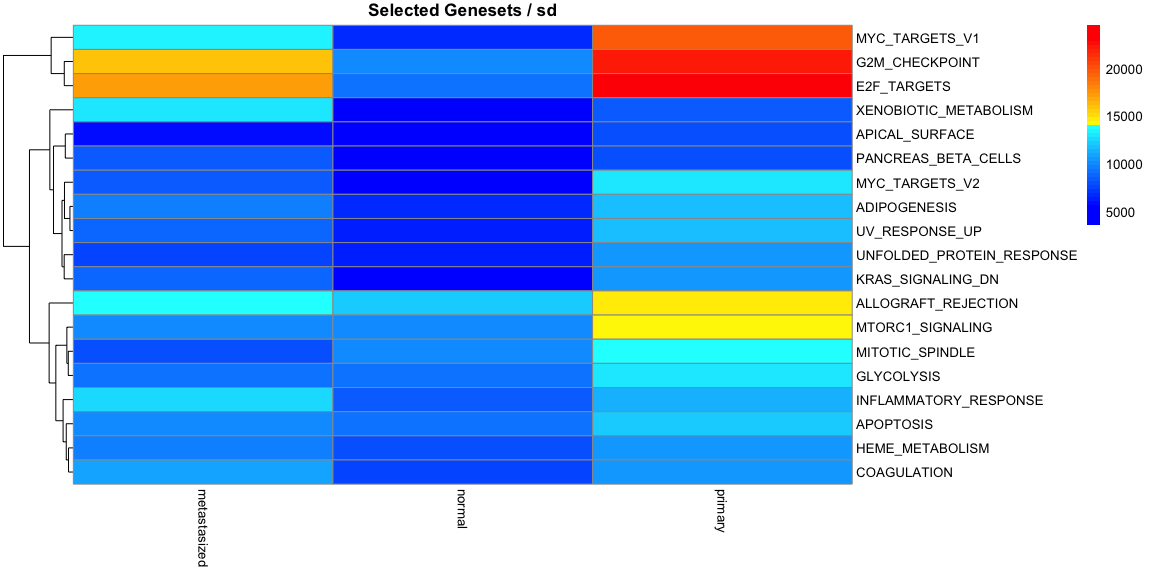 Selected Genesets / sd
MYC_TARGETS_V1
G2M_CHECKPOINT
E2F_TARGETS
XENOBIOTIC_METABOLISM
APICAL_SURFACE
PANCREAS_BETA_CELLS
MYC_TARGETS_V2
ADIPOGENESIS
UV_RESPONSE_UP
UNFOLDED_PROTEIN_RESPONSE
KRAS_SIGNALING_DN
ALLOGRAFT_REJECTION
MTORC1_SIGNALING
MITOTIC_SPINDLE
GLYCOLYSIS
INFLAMMATORY_RESPONSE
APOPTOSIS
HEME_METABOLISM
COAGULATION
20000
15000
10000
5000
metastasized
normal
primary